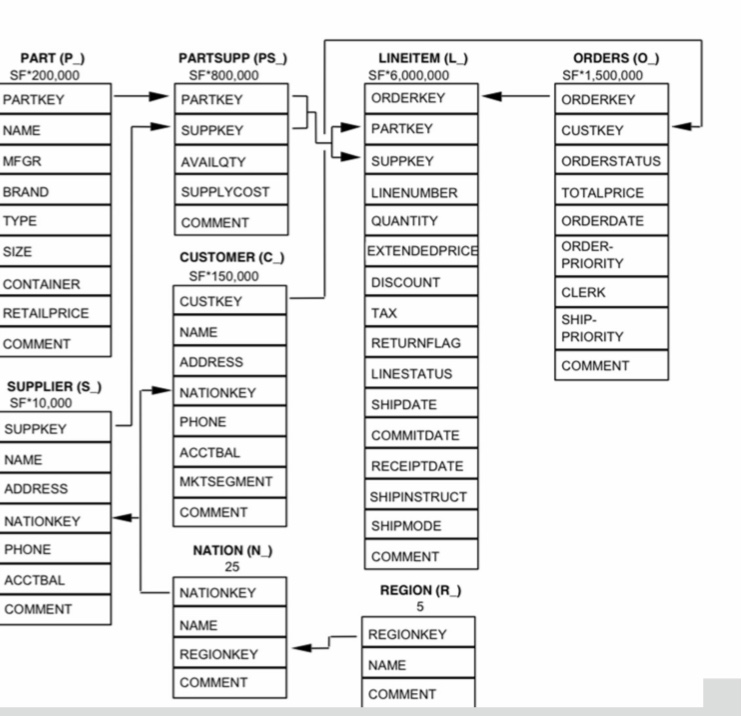 PART (P_)
SF*200,000
PARTKEY
NAME
MFGR
BRAND
TYPE
SIZE
CONTAINER
RETAILPRICE
COMMENT
SUPPLIER (S_)
SF*10,000
SUPPKEY
NAME
ADDRESS
NATIONKEY
PHONE
ACCTBAL
COMMENT
PARTSUPP (PS_)
SF*800,000
PARTKEY
SUPPKEY
AVAILQTY
SUPPLYCOST
COMMENT
CUSTOMER (C_)
SF*150,000
CUSTKEY
NAME
ADDRESS
NATIONKEY
PHONE
ACCTBAL
MKTSEGMENT
COMMENT
NATION (N_)
25
NATIONKEY
NAME
REGIONKEY
COMMENT
LINEITEM (L_)
SF*6,000,000
ORDERKEY
PARTKEY
SUPPKEY
LINENUMBER
QUANTITY
EXTENDEDPRICE
DISCOUNT
TAX
RETURNFLAG
LINESTATUS
SHIPDATE
COMMITDATE
RECEIPTDATE
SHIPINSTRUCT
SHIPMODE
COMMENT
REGION (R_)
5
REGIONKEY
NAME
COMMENT
ORDERS (O_)
SF*1,500,000
ORDERKEY
CUSTKEY
ORDERSTATUS
TOTALPRICE
ORDERDATE
ORDER-
PRIORITY
CLERK
SHIP-
PRIORITY
COMMENT